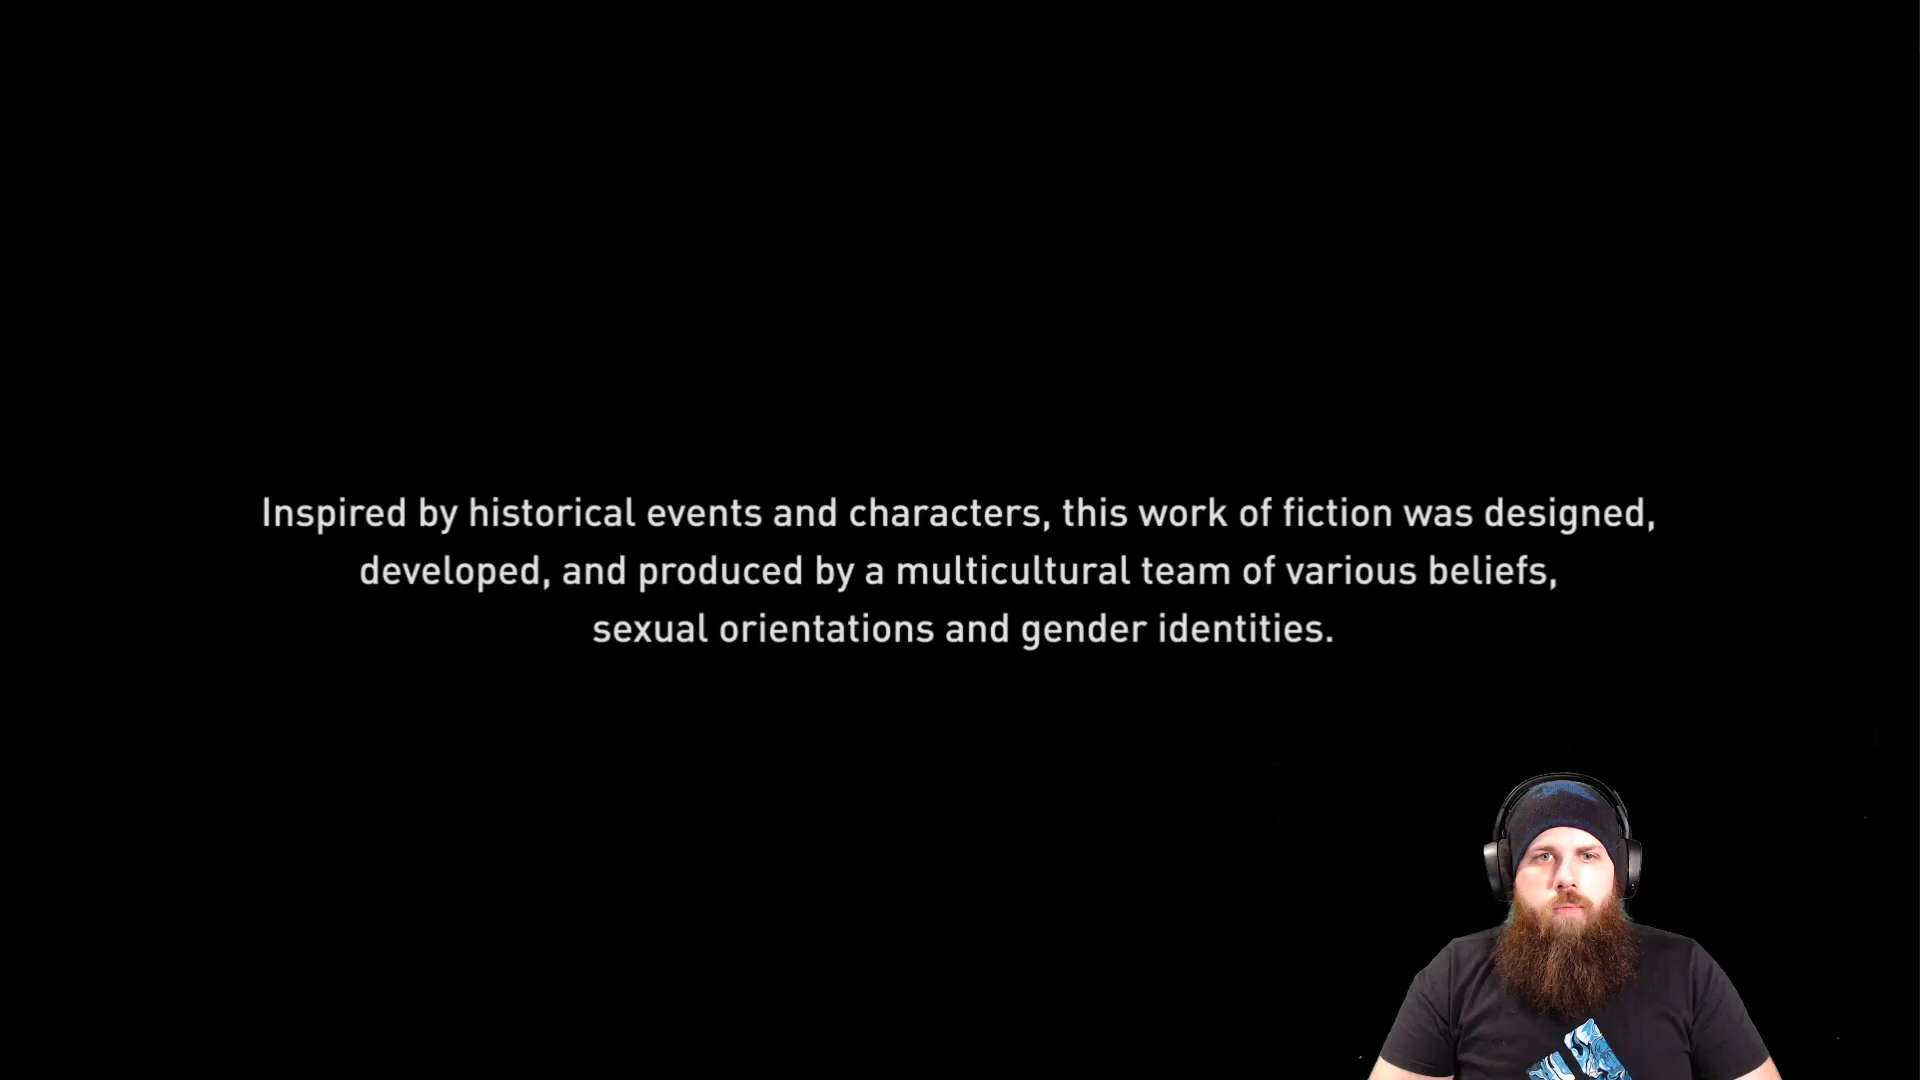 Inspired by historical events and characters, this work of fiction was designed,
developed, and produced by a multicultural team of various beliefs,
sexual orientations and gender identities.